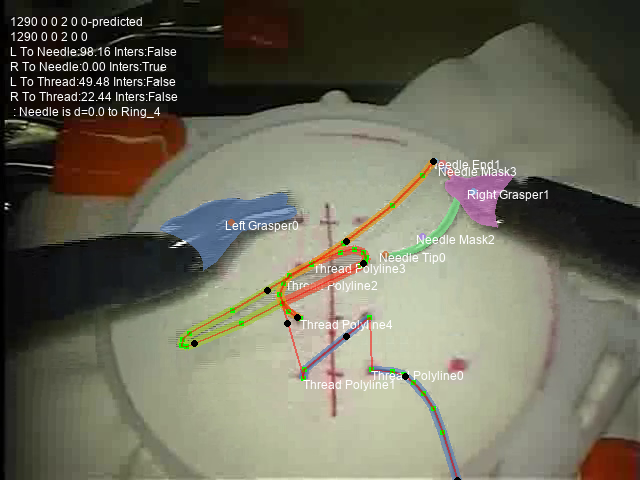 1290 0 0 2 0 0-predicted
1290 0 0 2 0 0
L To Needle:98.16 Inters:False
R To Needle:0.00 Inters:True
L To Thread:49.48 Inters:False
R To Thread:22.44 Inters:False
: Needle is d=0.0 to Ring_4
Needle End1
Needle Mask3
Right Grasper1
Left Grasper0
Needle Mask2
Needle Tip0
Thread Polyline3
Thread Polyline2
Thread Polyline4
Thread Polyline0
Thread Polyline1